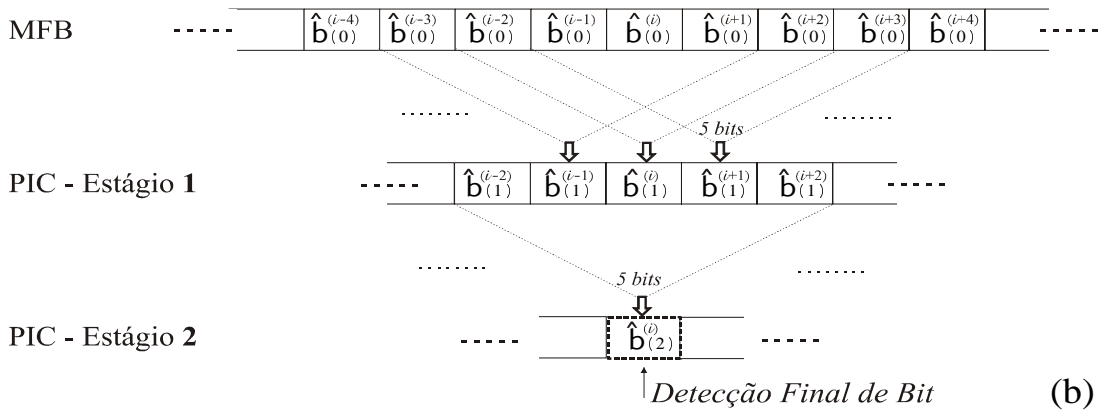 MFB b̂₍₀₎⁽ⁱ⁻⁴⁾ b̂₍₀₎⁽ⁱ⁻³⁾ b̂₍₀₎⁽ⁱ⁻²⁾ b̂₍₀₎⁽ⁱ⁻¹⁾ b̂₍₀₎⁽ⁱ⁾ b̂₍₀₎⁽ⁱ⁺¹⁾ b̂₍₀₎⁽ⁱ⁺²⁾ b̂₍₀₎⁽ⁱ⁺³⁾ b̂₍₀₎⁽ⁱ⁺⁴⁾
5 bits
PIC - Estágio 1 b̂₍₁₎⁽ⁱ⁻²⁾ b̂₍₁₎⁽ⁱ⁻¹⁾ b̂₍₁₎⁽ⁱ⁾ b̂₍₁₎⁽ⁱ⁺¹⁾ b̂₍₁₎⁽ⁱ⁺²⁾
5 bits
PIC - Estágio 2 b̂₍₂₎⁽ⁱ⁾
Detecção Final de Bit (b)